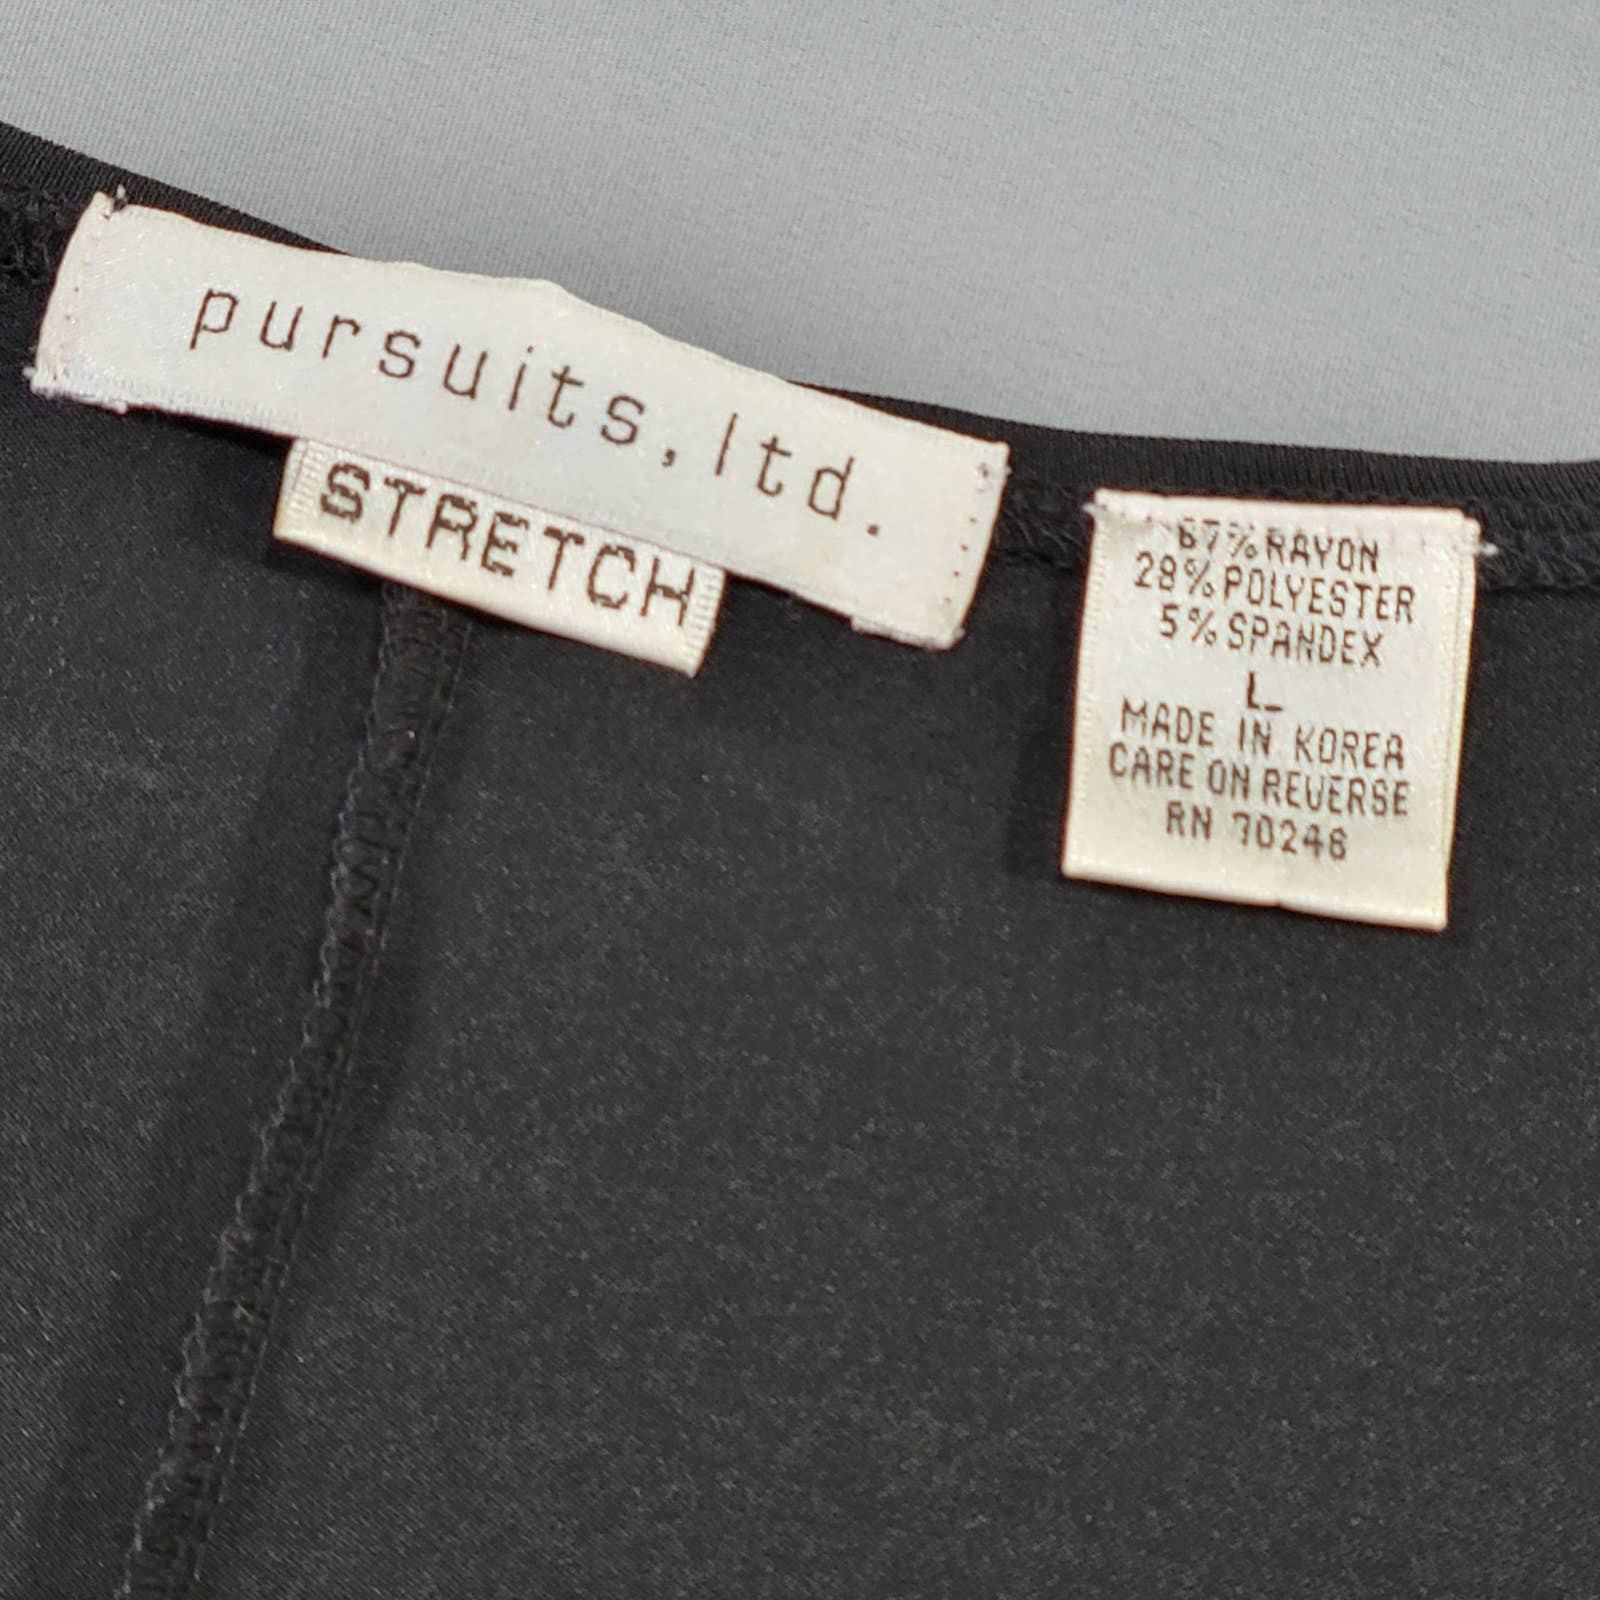 pursuits,ltd.
STRETCH
67% RAYON
28% POLYESTER
5% SPANDEX
L
MADE IN KOREA
CARE ON REVERSE
RN 70246